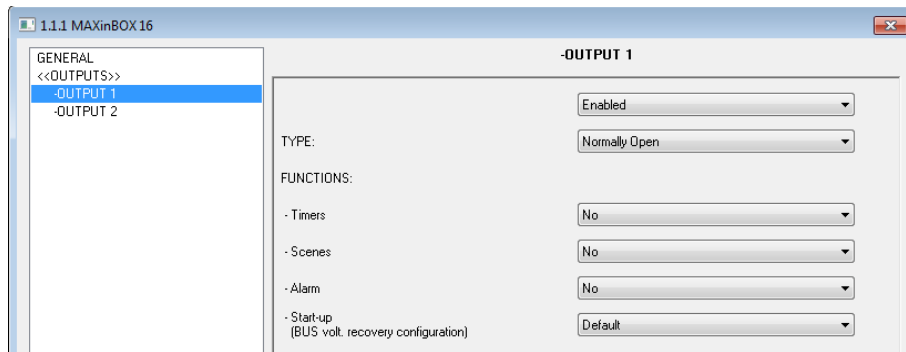 1.1.1 MAXinBOX 16
GENERAL
<<OUTPUTS>>
-OUTPUT 1
-OUTPUT 2
-OUTPUT 1
Enabled
TYPE: Normally Open
FUNCTIONS:
- Timers No
- Scenes No
- Alarm No
- Start-up
(BUS volt. recovery configuration) Default